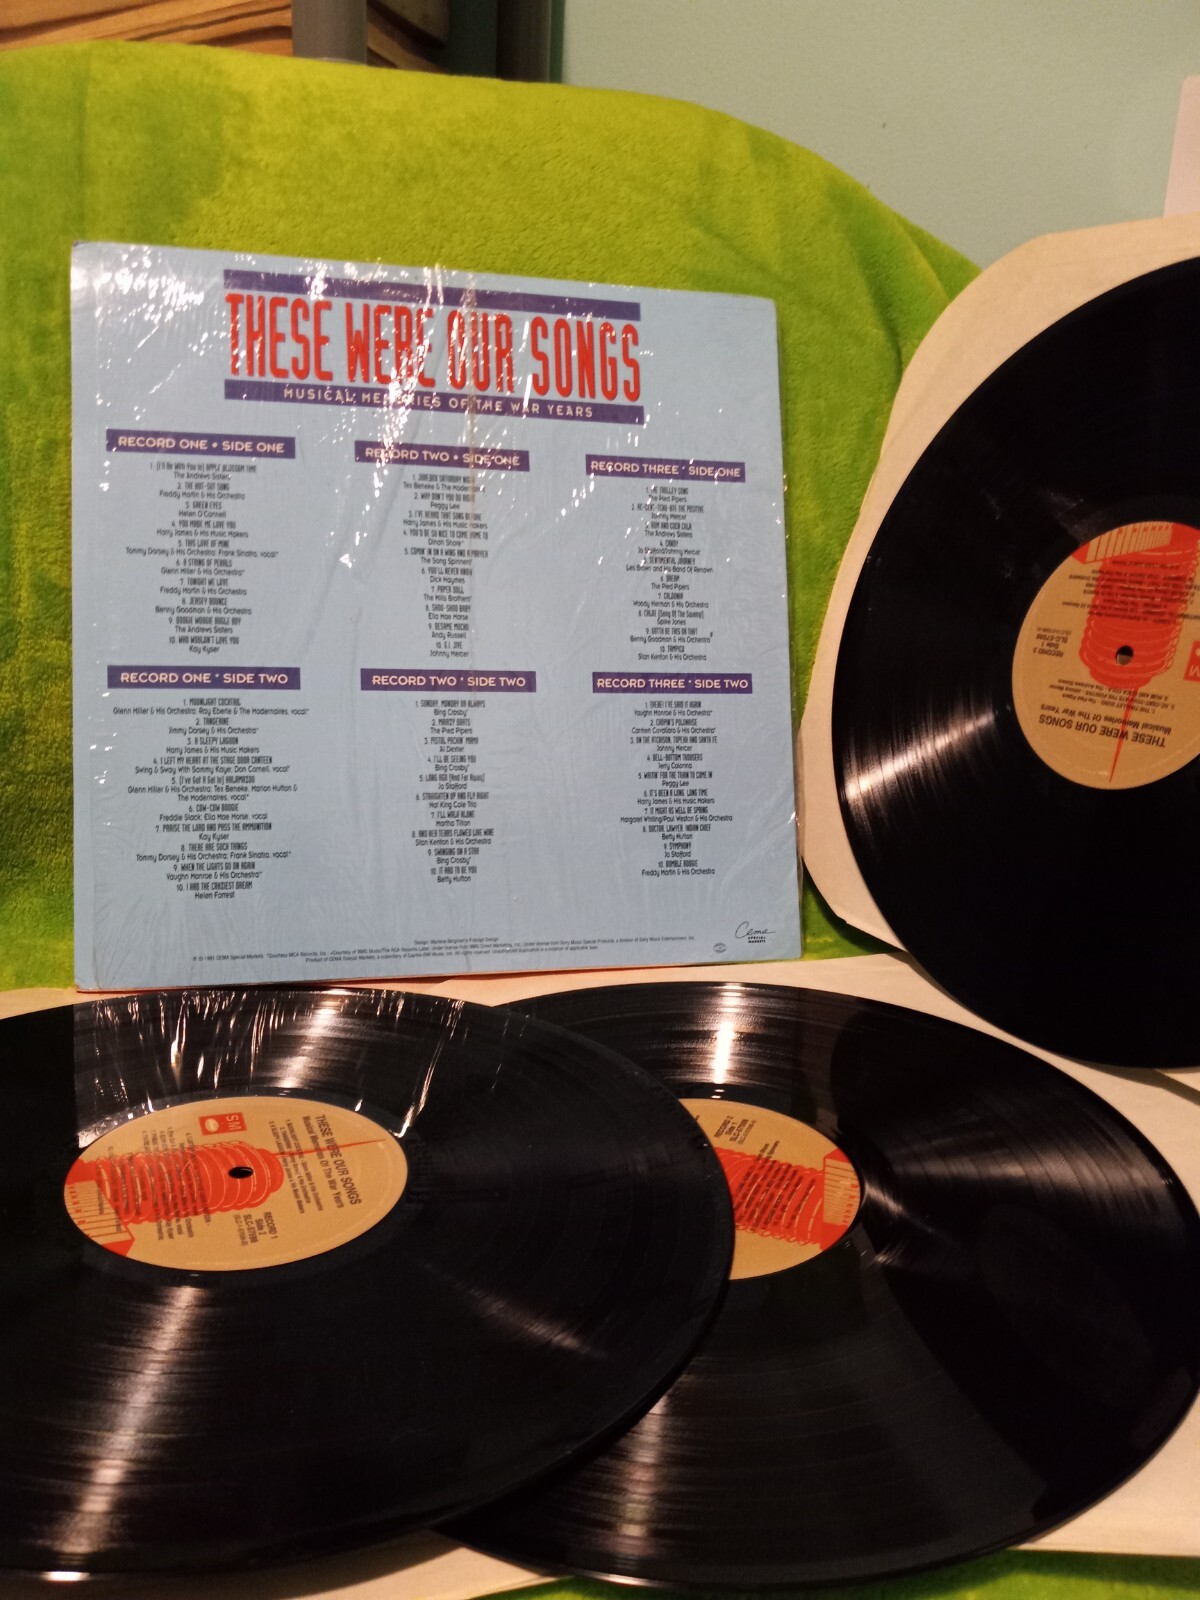 THESE WERE OUR SONGS
MUSICAL MEMORIES OF THE WAR YEARS
RECORD ONE • SIDE ONE
1. (I'll Be With You In) APPLE BLOSSOM TIME
The Andrews Sisters
2. THE HUT-SUT SONG
Freddy Martin & His Orchestra
3. GREEN EYES
Helen O'Connell
4. YOU MADE ME LOVE YOU
Harry James & His Music Makers
5. THIS LOVE OF MINE
Tommy Dorsey & His Orchestra; Frank Sinatra, vocal
6. A STRING OF PEARLS
Glenn Miller & His Orchestra
7. TONIGHT WE LOVE
Freddy Martin & His Orchestra
8. JERSEY BOUNCE
Benny Goodman & His Orchestra
9. BOOGIE WOOGIE BUGLE BOY
The Andrews Sisters
10. WHO WOULDN'T LOVE YOU
Kay Kyser
RECORD TWO • SIDE ONE
1. JUKEBOX SATURDAY NIGHT
Tex Beneke & The Modernaires
2. WHY DON'T YOU DO RIGHT
Peggy Lee
3. I'VE HEARD THAT SONG BEFORE
Harry James & His Music Makers
4. YOU'D BE SO NICE TO COME HOME TO
Dinah Shore
5. COMIN' IN ON A WING AND A PRAYER
The Song Spinners
6. YOU'LL NEVER KNOW
Dick Haymes
7. PAPER DOLL
The Mills Brothers
8. SHOO-SHOO BABY
Ella Mae Morse
9. BESAME MUCHO
Andy Russell
10. G.I. JIVE
Johnny Mercer
RECORD THREE • SIDE ONE
1. THE TROLLEY SONG
The Pied Pipers
2. AC-CENT-TCHU-ATE THE POSITIVE
Johnny Mercer
3. RUM AND COCA COLA
The Andrews Sisters
4. CANDY
Jo Stafford/Johnny Mercer
5. SENTIMENTAL JOURNEY
Les Brown and His Band Of Renown
6. DREAM
The Pied Pipers
7. CALDONIA
Woody Herman & His Orchestra
8. CHLOE (Song Of The Swamp)
Spike Jones
9. GOTTA BE THIS OR THAT
Benny Goodman & His Orchestra
10. TAMPICO
Stan Kenton & His Orchestra
RECORD ONE • SIDE TWO
1. MOONLIGHT COCKTAIL
Glenn Miller & His Orchestra; Ray Eberle & The Modernaires, vocal
2. TANGERINE
Jimmy Dorsey & His Orchestra
3. A SLEEPY LAGOON
Harry James & His Music Makers
4. I LEFT MY HEART AT THE STAGE DOOR CANTEEN
Swing & Sway with Sammy Kaye; Don Cornell, vocal
5. (I've Got A Gal In) KALAMAZOO
Glenn Miller & His Orchestra; Tex Beneke, Marion Hutton &
The Modernaires, vocal
6. COW-COW BOOGIE
Freddie Slack; Ella Mae Morse, vocal
7. PRAISE THE LORD AND PASS THE AMMUNITION
Kay Kyser
8. THERE ARE SUCH THINGS
Tommy Dorsey & His Orchestra; Frank Sinatra, vocal
9. WHEN THE LIGHTS GO ON AGAIN
Vaughn Monroe & His Orchestra
10. I HAD THE CRAZIEST DREAM
Helen Forrest
RECORD TWO • SIDE TWO
1. SUNDAY, MONDAY OR ALWAYS
Bing Crosby
2. MAIRZY DOATS
The Pied Pipers
3. PISTOL PACKIN' MAMA
Al Dexter
4. I'LL BE SEEING YOU
Bing Crosby
5. LONG AGO (And Far Away)
Jo Stafford
6. STRAIGHTEN UP AND FLY RIGHT
Nat King Cole Trio
7. I'LL WALK ALONE
Martha Tilton
8. AND HER TEARS FLOWED LIKE WINE
Stan Kenton & His Orchestra
9. SWINGING ON A STAR
Bing Crosby
10. IT HAD TO BE YOU
Betty Hutton
RECORD THREE • SIDE TWO
1. THERE! I'VE SAID IT AGAIN
Vaughn Monroe & His Orchestra
2. CHOPIN'S POLONAISE
Carmen Cavallaro & His Orchestra
3. ON THE ATCHISON, TOPEKA AND SANTA FE
Johnny Mercer
4. BELL-BOTTOM TROUSERS
Jerry Colonna
5. WAITIN' FOR THE TRAIN TO COME IN
Peggy Lee
6. IT'S BEEN A LONG, LONG TIME
Harry James & His Music Makers
7. IT MIGHT AS WELL BE SPRING
Margaret Whiting/Paul Weston & His Orchestra
8. DOCTOR, LAWYER, INDIAN CHIEF
Betty Hutton
9. SYMPHONY
Jo Stafford
10. BUMBLE BOOGIE
Freddy Martin & His Orchestra
Cema
SPECIAL
MARKETS
THESE WERE OUR SONGS
Musical Memories Of The War Years
RECORD 3
Side 1
SLC-57098
THESE WERE OUR SONGS
Musical Memories Of The War Years
RECORD 1
Side 2
SLC-57098
SM
RECORD 2
Side 1
SLC-57098